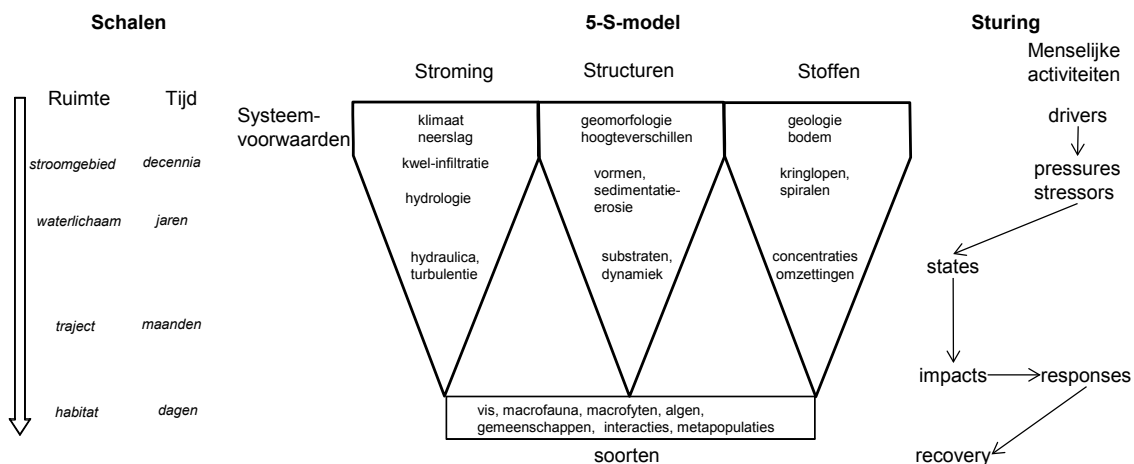 Schalen
5-S-model
Sturing
Ruimte
Tijd
stroomgebied
decennia
waterlichaam
jaren
traject
maanden
habitat
dagen
Systeem-
voorwaarden
Stroming
Structuren
Stoffen
klimaat
neerslag
kwel-infiltratie
hydrologie
hydraulica,
turbulentie
geomorfologie
hoogteverschillen
vormen,
sedimentatie-
erosie
substraten,
dynamiek
geologie
bodem
kringlopen,
spiralen
concentraties
omzettingen
vis, macrofauna, macrofyten, algen,
gemeenschappen, interacties, metapopulaties
soorten
Menselijke
activiteiten
drivers
pressures
stressors
states
impacts
responses
recovery